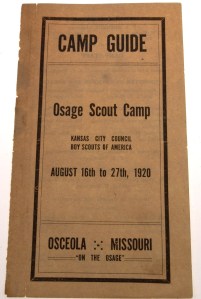 CAMP GUIDE
Osage Scout Camp
KANSAS CITY COUNCIL
BOY SCOUTS OF AMERICA
AUGUST 16th to 27th, 1920
OSCEOLA ·:· MISSOURI
"ON THE OSAGE"